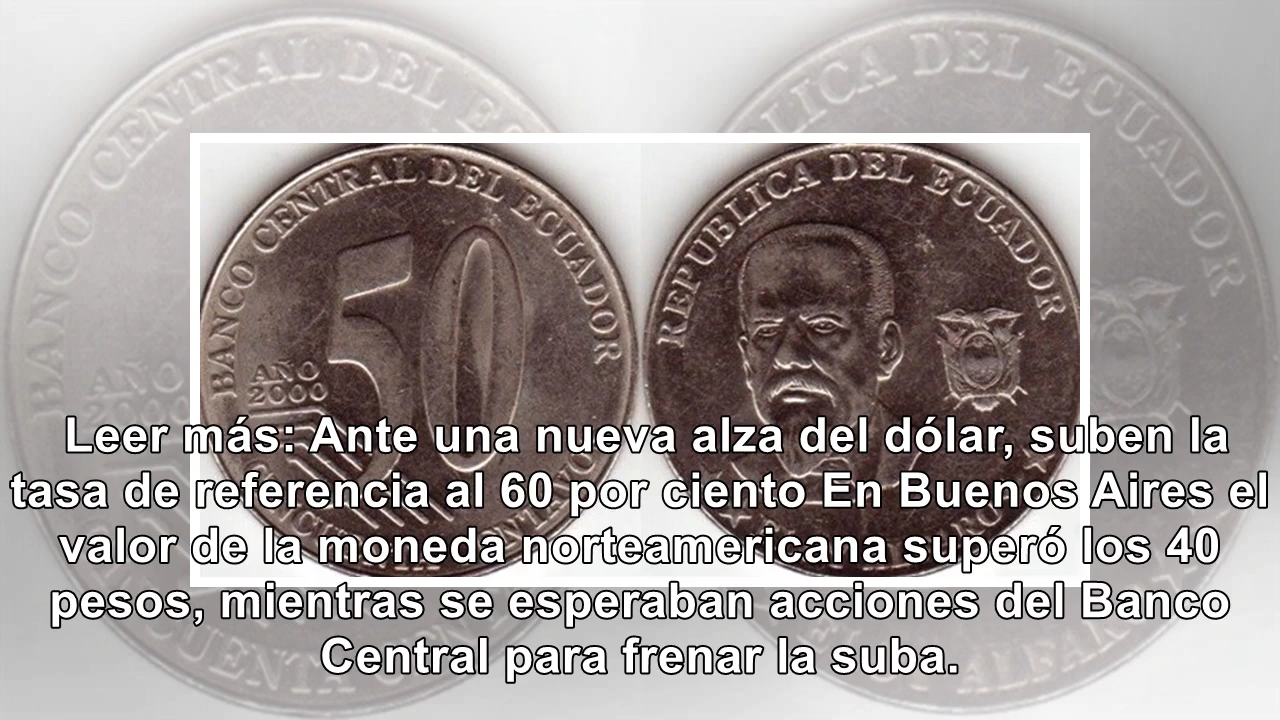 BANCO CENTRAL DEL ECUADOR
50
AÑO
2000
REPUBLICA DEL ECUADOR
Leer más: Ante una nueva alza del dólar, suben la
tasa de referencia al 60 por ciento En Buenos Aires el
valor de la moneda norteamericana superó los 40
pesos, mientras se esperaban acciones del Banco
Central para frenar la suba.